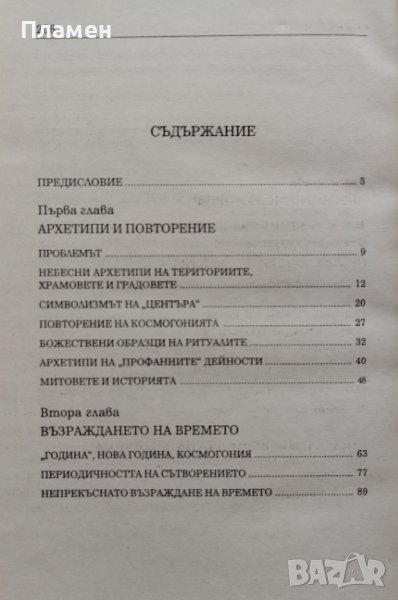 Пламен
СЪДЪРЖАНИЕ
ПРЕДИСЛОВИЕ 5
Първа глава
АРХЕТИПИ И ПОВТОРЕНИЕ
ПРОБЛЕМЪТ 9
НЕБЕСНИ АРХЕТИПИ НА ТЕРИТОРИИТЕ,
ХРАМОВЕТЕ И ГРАДОВЕТЕ 12
СИМВОЛИЗМЪТ НА „ЦЕНТЪРА“ 20
ПОВТОРЕНИЕ НА КОСМОГОНИЯТА 27
БОЖЕСТВЕНИ ОБРАЗЦИ НА РИТУАЛИТЕ 32
АРХЕТИПИ НА „ПРОФАННИТЕ“ ДЕЙНОСТИ 40
МИТОВЕТЕ И ИСТОРИЯТА 48
Втора глава
ВЪЗРАЖДАНЕТО НА ВРЕМЕТО
„ГОДИНА“, НОВА ГОДИНА, КОСМОГОНИЯ 63
ПЕРИОДИЧНОСТТА НА СЪТВОРЕНИЕТО 77
НЕПРЕКЪСНАТО ВЪЗРАЖДАНЕ НА ВРЕМЕТО 89
BAZAR